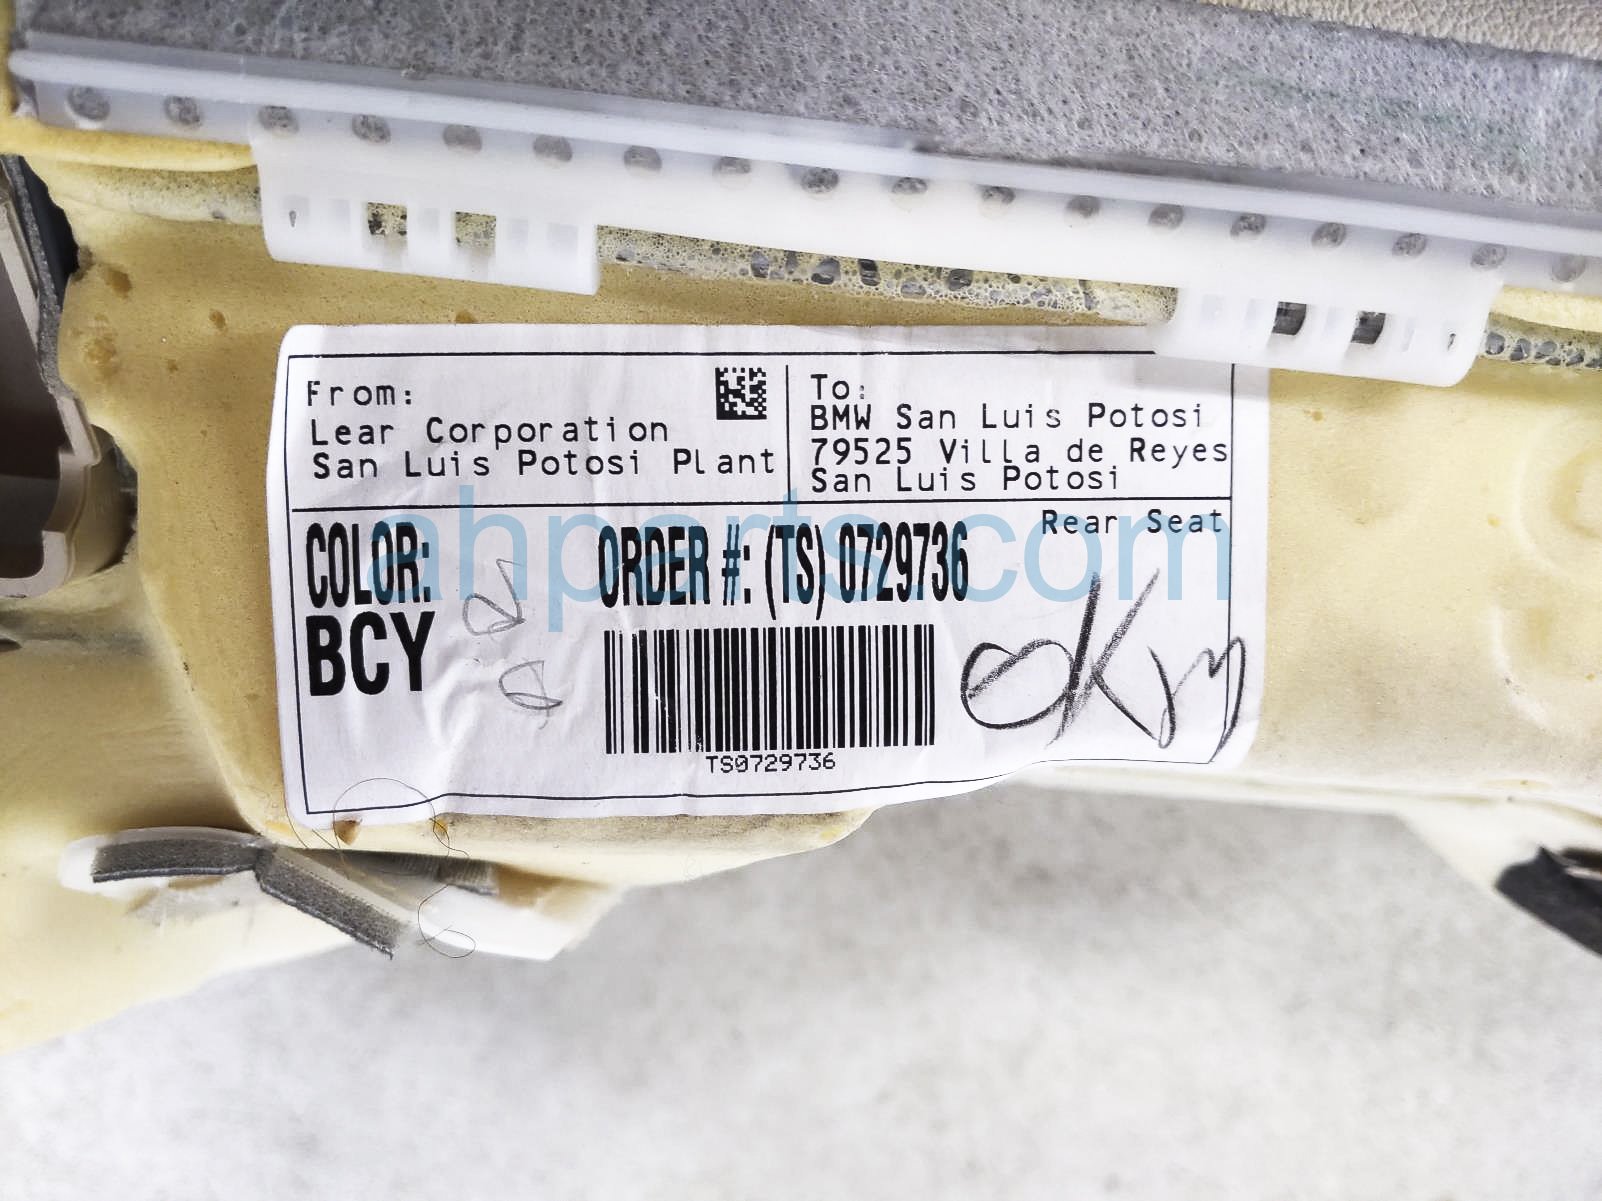 From:
Lear Corporation
San Luis Potosi Plant
To:
BMW San Luis Potosi
79525 Villa de Reyes
San Luis Potosi
Rear Seat
COLOR:
BCY
ORDER #: (TS) 0729736
TS0729736
OK
ahparts.com